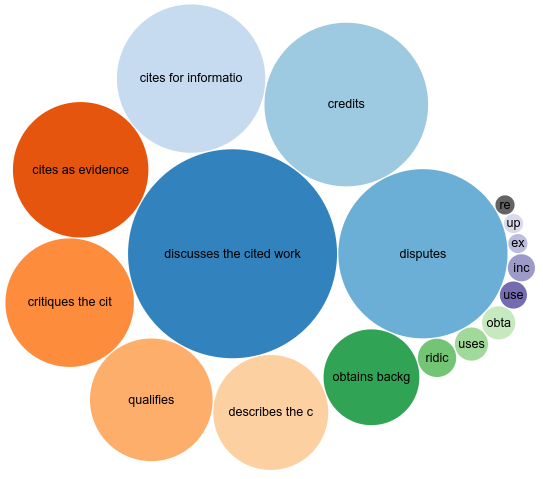 cites for informatio
credits
cites as evidence
re
up
ex
discusses the cited work
disputes
inc
use
critiques the cit
obta
uses
ridic
obtains backg
qualifies
describes the c